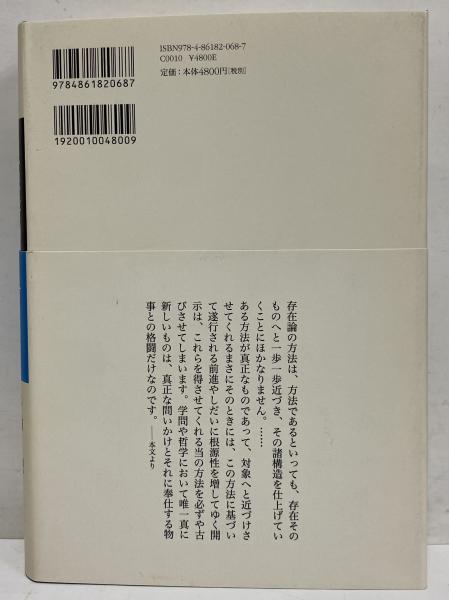 ISBN978-4-86182-068-7
C0010 ¥4800E
定価:本体4800円[税別]
9784861820687
1920010048009
存在論の方法は、方法であるといっても、存在その
ものへと一歩一歩近づき、その諸構造を仕上げてい
くことにほかなりません。……
ある方法が真正なものであって、対象へと近づけさ
せてくれるまさにそのときには、この方法に基づい
て遂行される前進やしだいに根源性を増してゆく開
示は、これらを得させてくれる当の方法を必ずや古
びさせてしまいます。学問や哲学において唯一真に
新しいものは、真正な問いかけとそれに奉仕する物
事との格闘だけなのです。 ——本文より